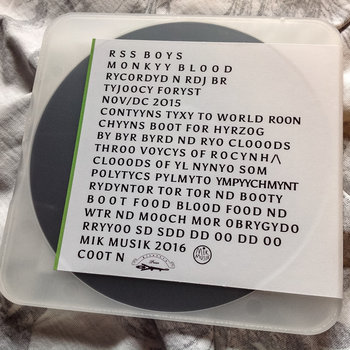 RSS BOYS
MONKYY BLOOD
RYCORDYD N RDJ BR
TYJOOCY FORYST
NOV/DC 2015
CONTYYNS TYXY TO WORLD ROON
CHYYNS BOOT FOR HYRZOG
BY BYR BYRD ND RYO CLOOODS
THROO VOYCYS OF ROCYNHΛ
CLOOODS OF YL NYNYO SOM
POLYTYCS PYLMYTO YMPYYCHMYNT
RYDYNTOR TOR TOR ND BOOTY
BOOT FOOD BLOOD FOOD ND
WTR ND MOOCH MOR OBRYGYDO
RRYYOO SD SDD DD OO DD OO
MIK MUSIK 2016
COOT N
MIK MUSIK